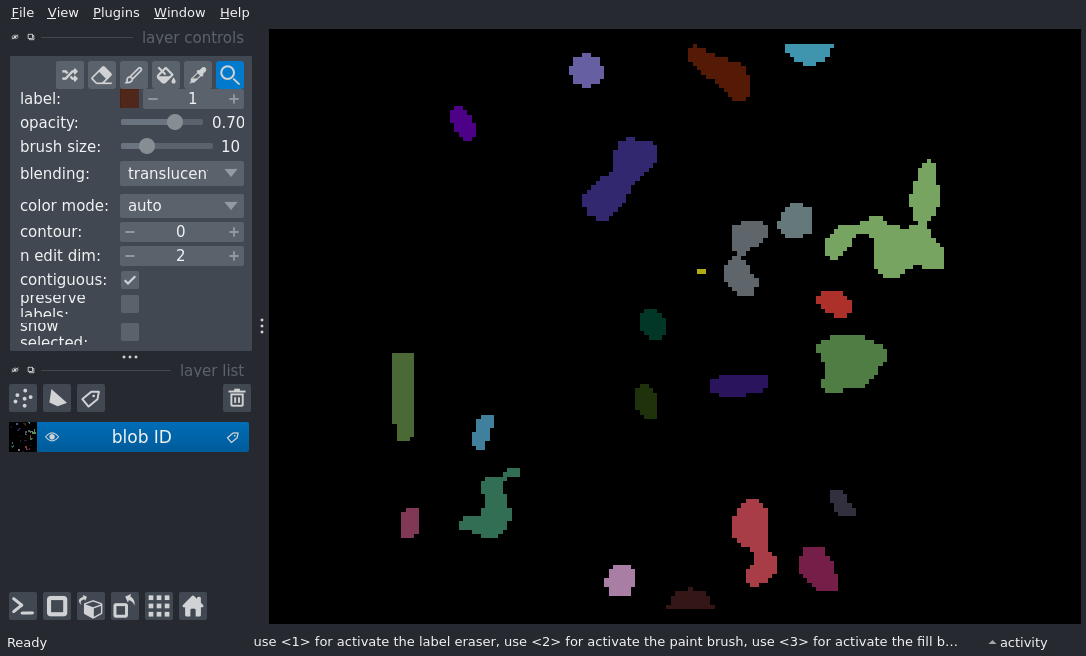 File View Plugins Window Help
layer controls
label: 1
opacity: 0.70
brush size: 10
blending: translucen
color mode: auto
contour: 0
n edit dim: 2
contiguous:
preserve
labels:
show
selected:
layer list
blob ID
Ready use <1> for activate the label eraser, use <2> for activate the paint brush, use <3> for activate the fill b... activity